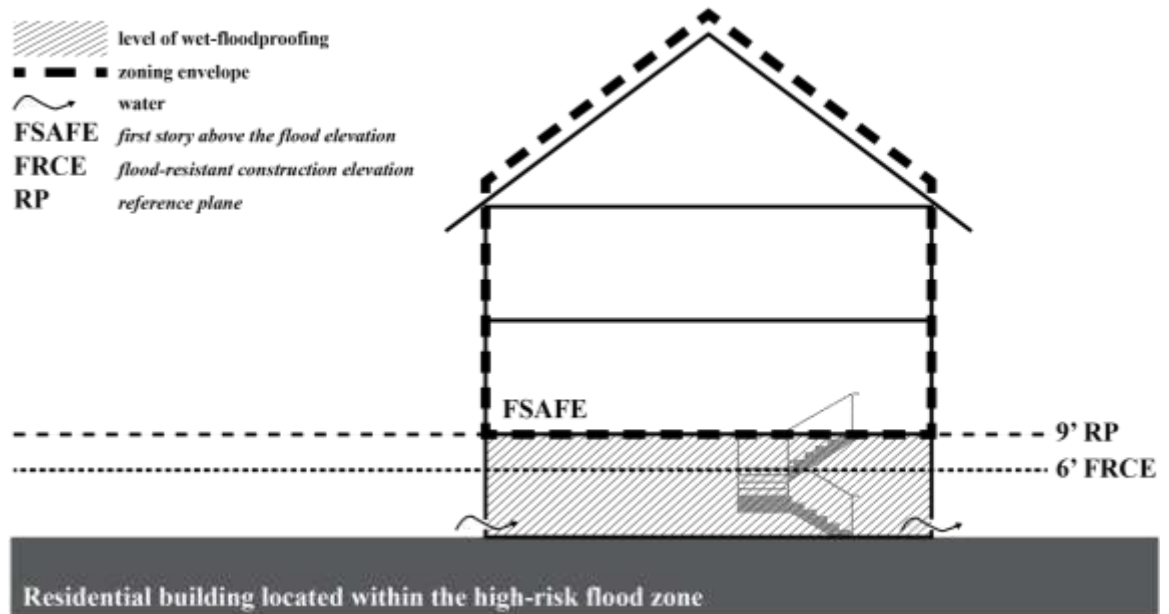 level of wet-floodproofing
zoning envelope
water
FSAFE first story above the flood elevation
FRCE flood-resistant construction elevation
RP reference plane
FSAFE
9' RP
6' FRCE
Residential building located within the high-risk flood zone